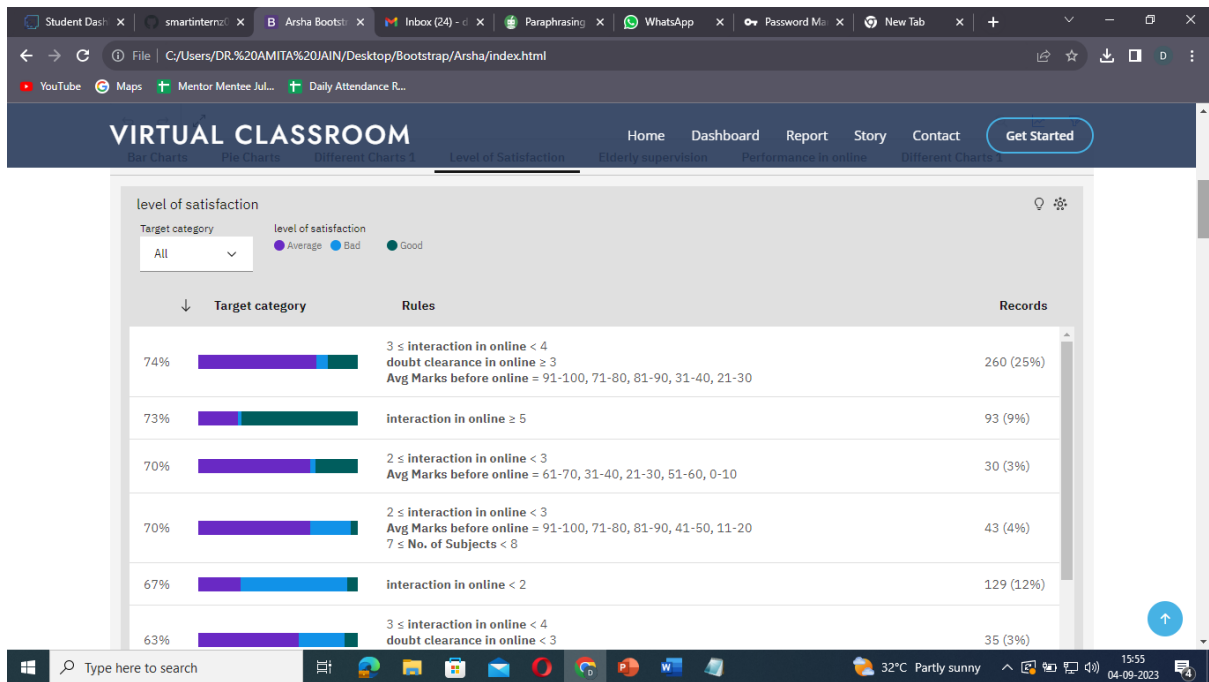 Student Dash
smartinternz0
B Arsha Bootst
Inbox (24) - d
Paraphrasing
WhatsApp
Password Ma
New Tab
File | C:/Users/DR.%20AMITA%20JAIN/Desktop/Bootstrap/Arsha/index.html
D
YouTube
Maps
Mentor Mentee Jul...
Daily Attendance R...
VIRTUAL CLASSROOM
Home
Dashboard
Report
Story
Contact
Get Started
Bar Charts
Pie Charts
Different Charts 1
Level of Satisfaction
Elderly supervision
Performance in online
Different Charts 1
level of satisfaction
Target category
level of satisfaction
All
Average
Bad
Good
Target category
Rules
Records
74%
3 ≤ interaction in online < 4
doubt clearance in online ≥ 3
Avg Marks before online = 91-100, 71-80, 81-90, 31-40, 21-30
260 (25%)
73%
interaction in online ≥ 5
93 (9%)
70%
2 ≤ interaction in online < 3
Avg Marks before online = 61-70, 31-40, 21-30, 51-60, 0-10
30 (3%)
70%
2 ≤ interaction in online < 3
Avg Marks before online = 91-100, 71-80, 81-90, 41-50, 11-20
7 ≤ No. of Subjects < 8
43 (4%)
67%
interaction in online < 2
129 (12%)
63%
3 ≤ interaction in online < 4
doubt clearance in online < 3
35 (3%)
Type here to search
32°C Partly sunny
15:55
04-09-2023
4